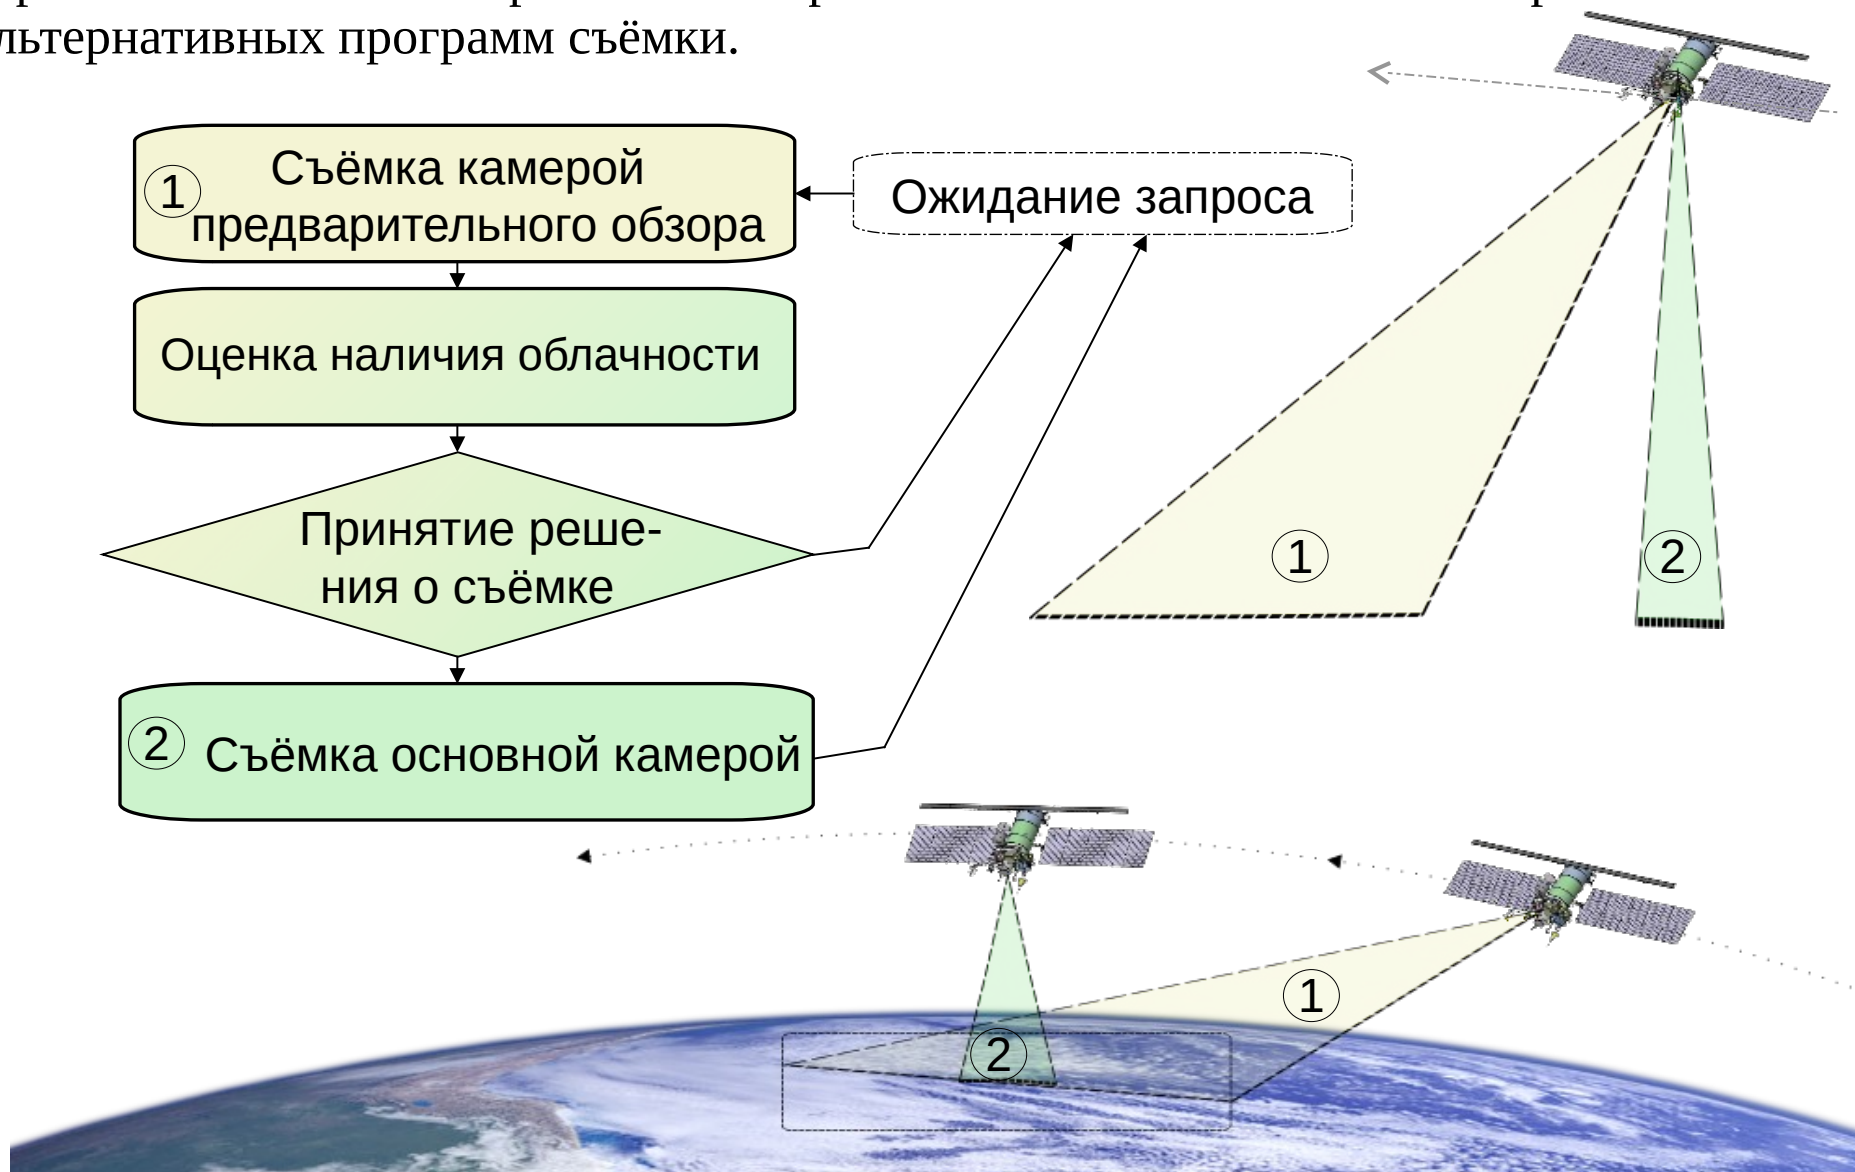 льтернативных программ съёмки.
1
Съёмка камерой
предварительного обзора
Ожидание запроса
Оценка наличия облачности
Принятие реше-
ния о съёмке
1
2
2
Съёмка основной камерой
1
2